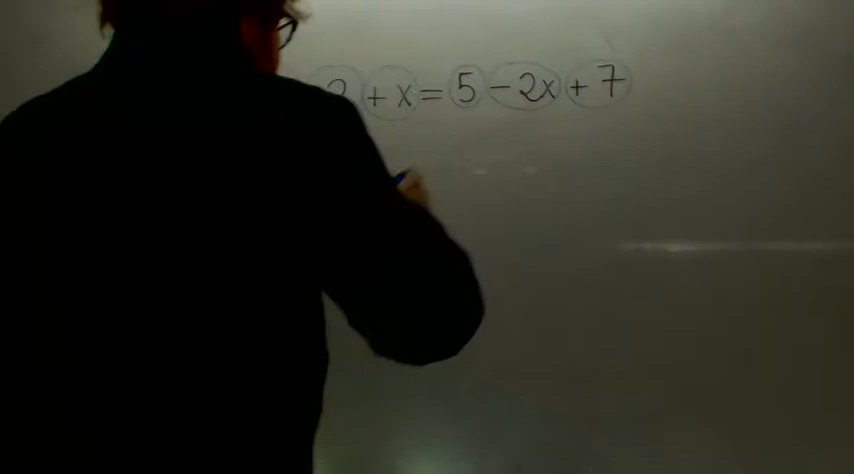 + x = 5 - 2x + 7